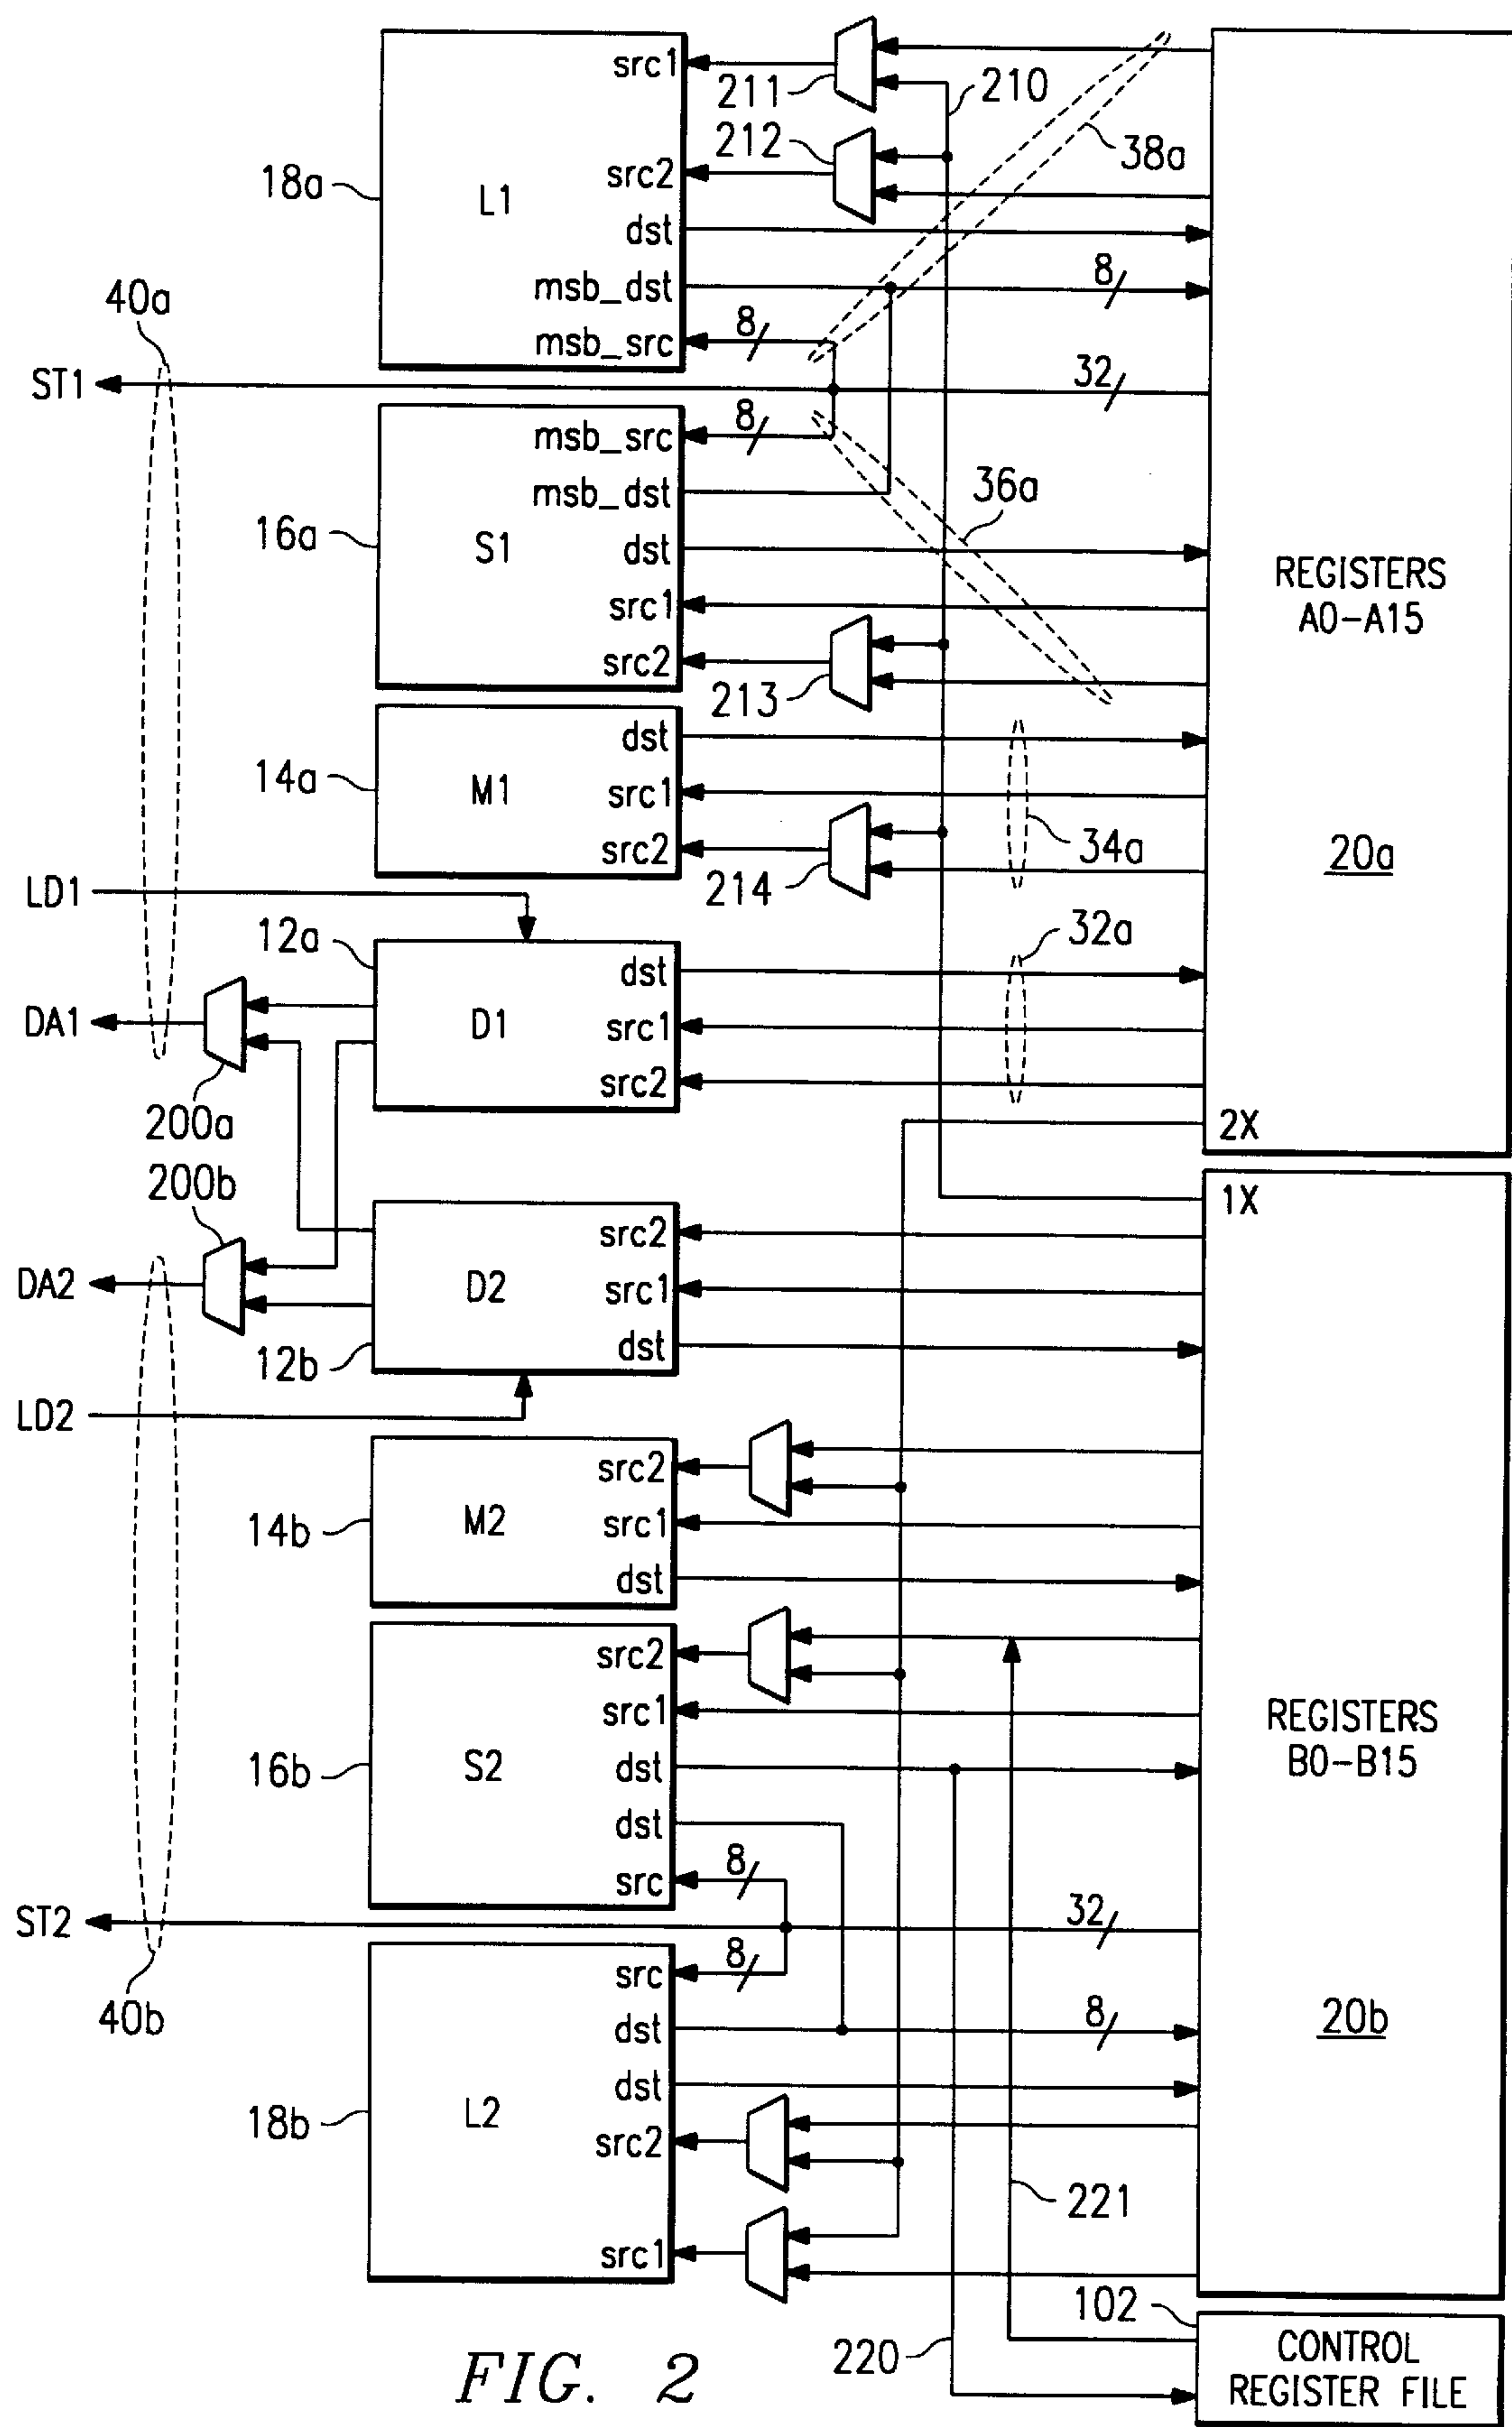 src1
211
210
38a
212
18a
L1
src2
dst
msb_dst
8
40a
msb_src
8
ST1
32
msb_src
8
msb_dst
36a
16a
S1
dst
REGISTERS
A0-A15
src1
src2
213
dst
14a
M1
src1
34a
20a
src2
214
LD1
12a
32a
dst
DA1
D1
src1
src2
200a
2X
200b
1X
src2
DA2
D2
src1
12b
dst
LD2
src2
14b
M2
src1
dst
src2
src1
REGISTERS
B0-B15
16b
S2
dst
dst
8
src
ST2
32
8
src
40b
dst
8
20b
dst
18b
L2
src2
221
src1
102
220
CONTROL
REGISTER FILE
FIG. 2